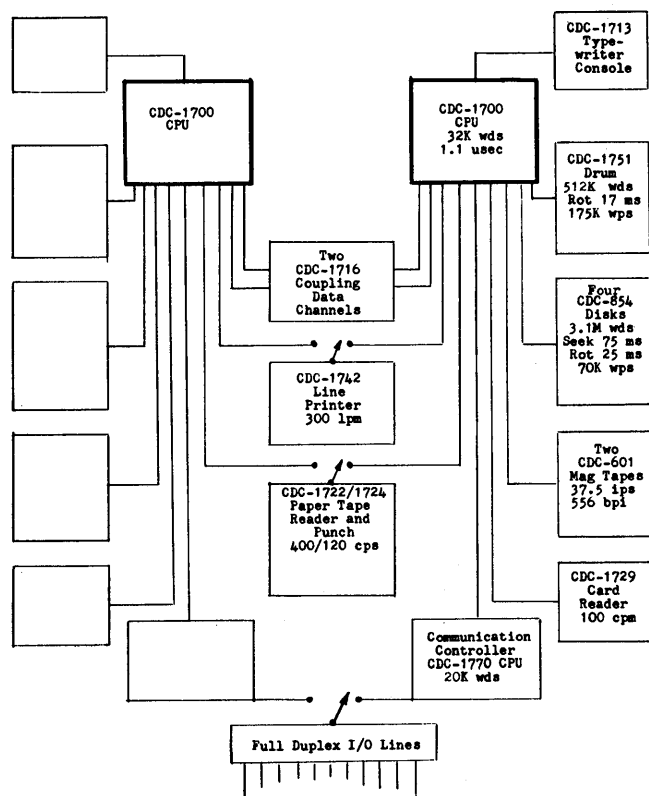 CDC-1713
Type-
writer
Console
CDC-1700
CPU
CDC-1700
CPU
32K wds
1.1 usec
CDC-1751
Drum
512K wds
Rot 17 ms
175K wps
Two
CDC-1716
Coupling
Data
Channels
Four
CDC-854
Disks
3.1M wds
Seek 75 ms
Rot 25 ms
70K wps
CDC-1742
Line
Printer
300 lpm
Two
CDC-601
Mag Tapes
37.5 ips
556 bpi
CDC-1722/1724
Paper Tape
Reader and
Punch
400/120 cps
CDC-1729
Card
Reader
100 cpm
Communication
Controller
CDC-1770 CPU
20K wds
Full Duplex I/O Lines